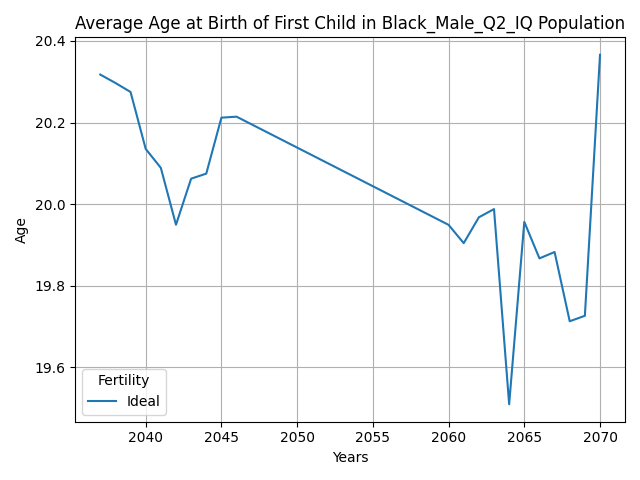 Average Age at Birth of First Child in Black_Male_Q2_IQ Population
20.4
20.2
20.0
19.8
19.6
Age
Fertility
Ideal
2040 2045 2050 2055 2060 2065 2070
Years